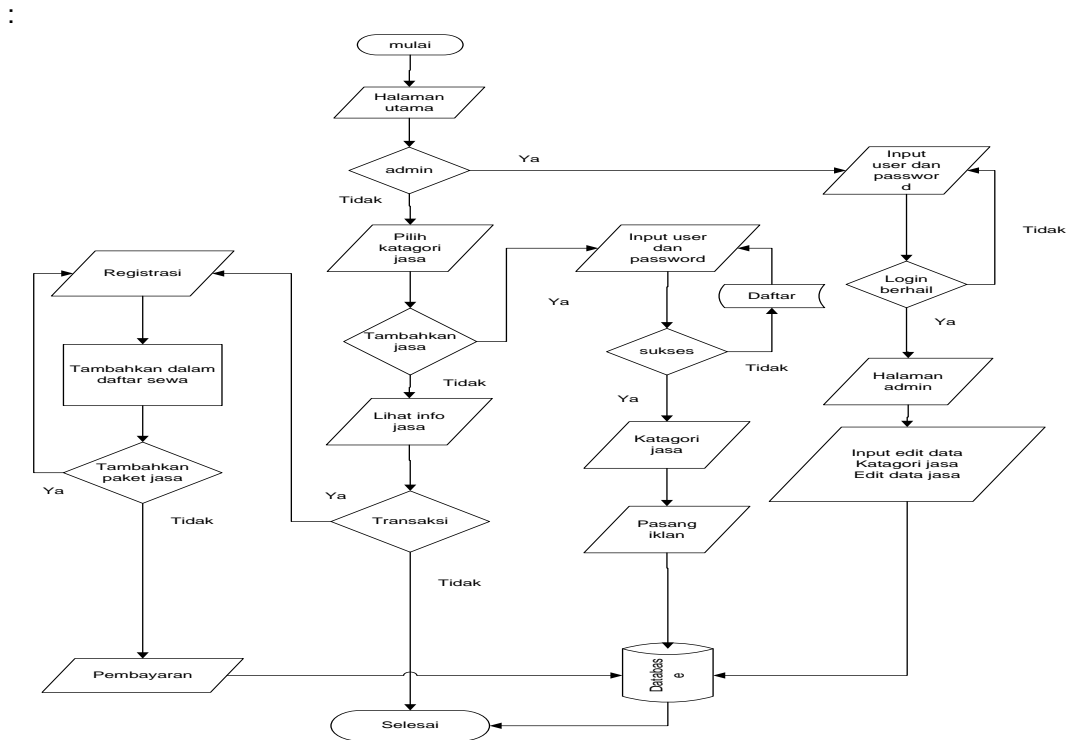 :
mulai
Halaman
utama
admin
Ya
Input
user dan
passwor
d
Tidak
Tidak
Pilih
katagori
jasa
Input user
dan
password
Registrasi
Login
berhail
Daftar
Ya
Ya
Tambahkan
jasa
sukses
Tambahkan dalam
daftar sewa
Tidak
Tidak
Halaman
admin
Ya
Lihat info
jasa
Katagori
jasa
Input edit data
Katagori jasa
Edit data jasa
Tambahkan
paket jasa
Ya
Ya
Tidak
Transaksi
Pasang
iklan
Tidak
Pembayaran
Databas
e
Selesai